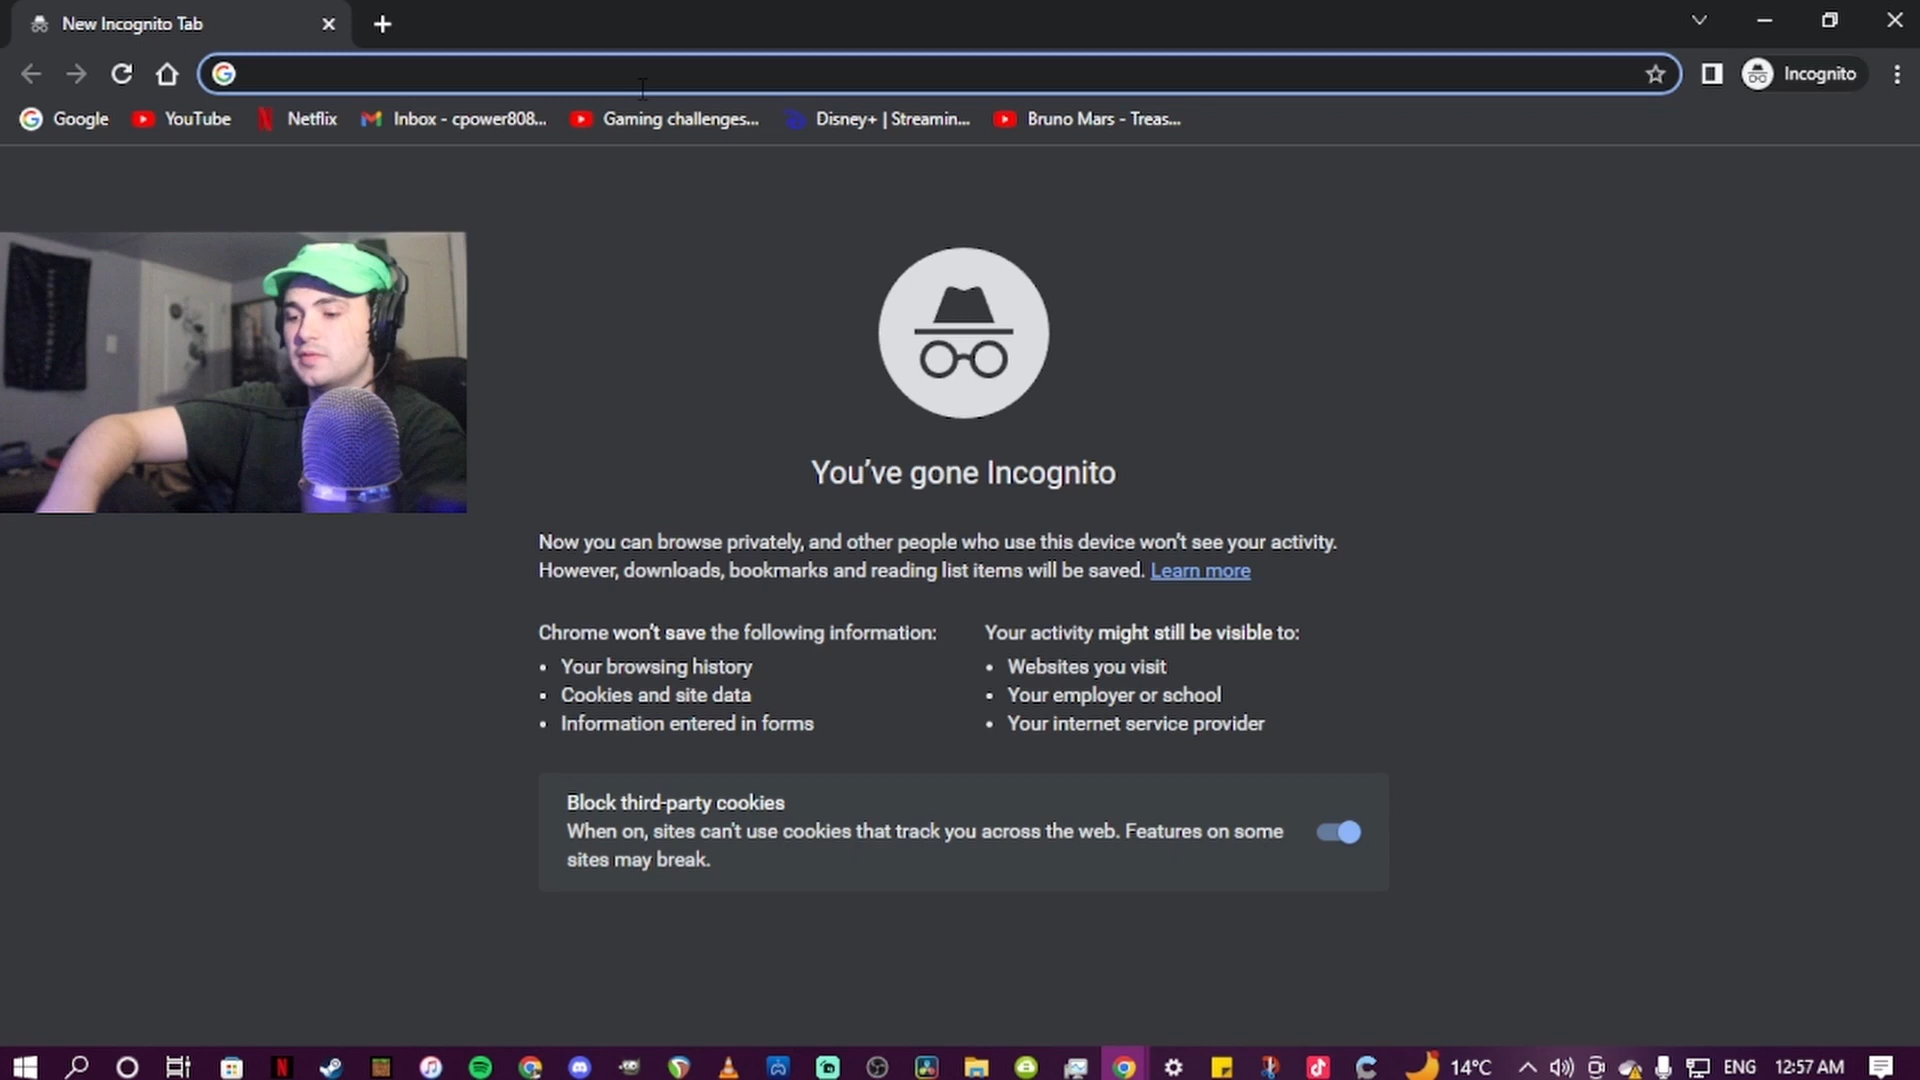 New Incognito Tab
Incognito
Google
YouTube
Netflix
Inbox - cpower808...
Gaming challenges...
Disney+ | Streamin...
Bruno Mars - Treas...
You've gone Incognito
Now you can browse privately, and other people who use this device won't see your activity.
However, downloads, bookmarks and reading list items will be saved. Learn more
Chrome won't save the following information:
• Your browsing history
• Cookies and site data
• Information entered in forms
Your activity might still be visible to:
• Websites you visit
• Your employer or school
• Your internet service provider
Block third-party cookies
When on, sites can't use cookies that track you across the web. Features on some
sites may break.
14°C
ENG
12:57 AM